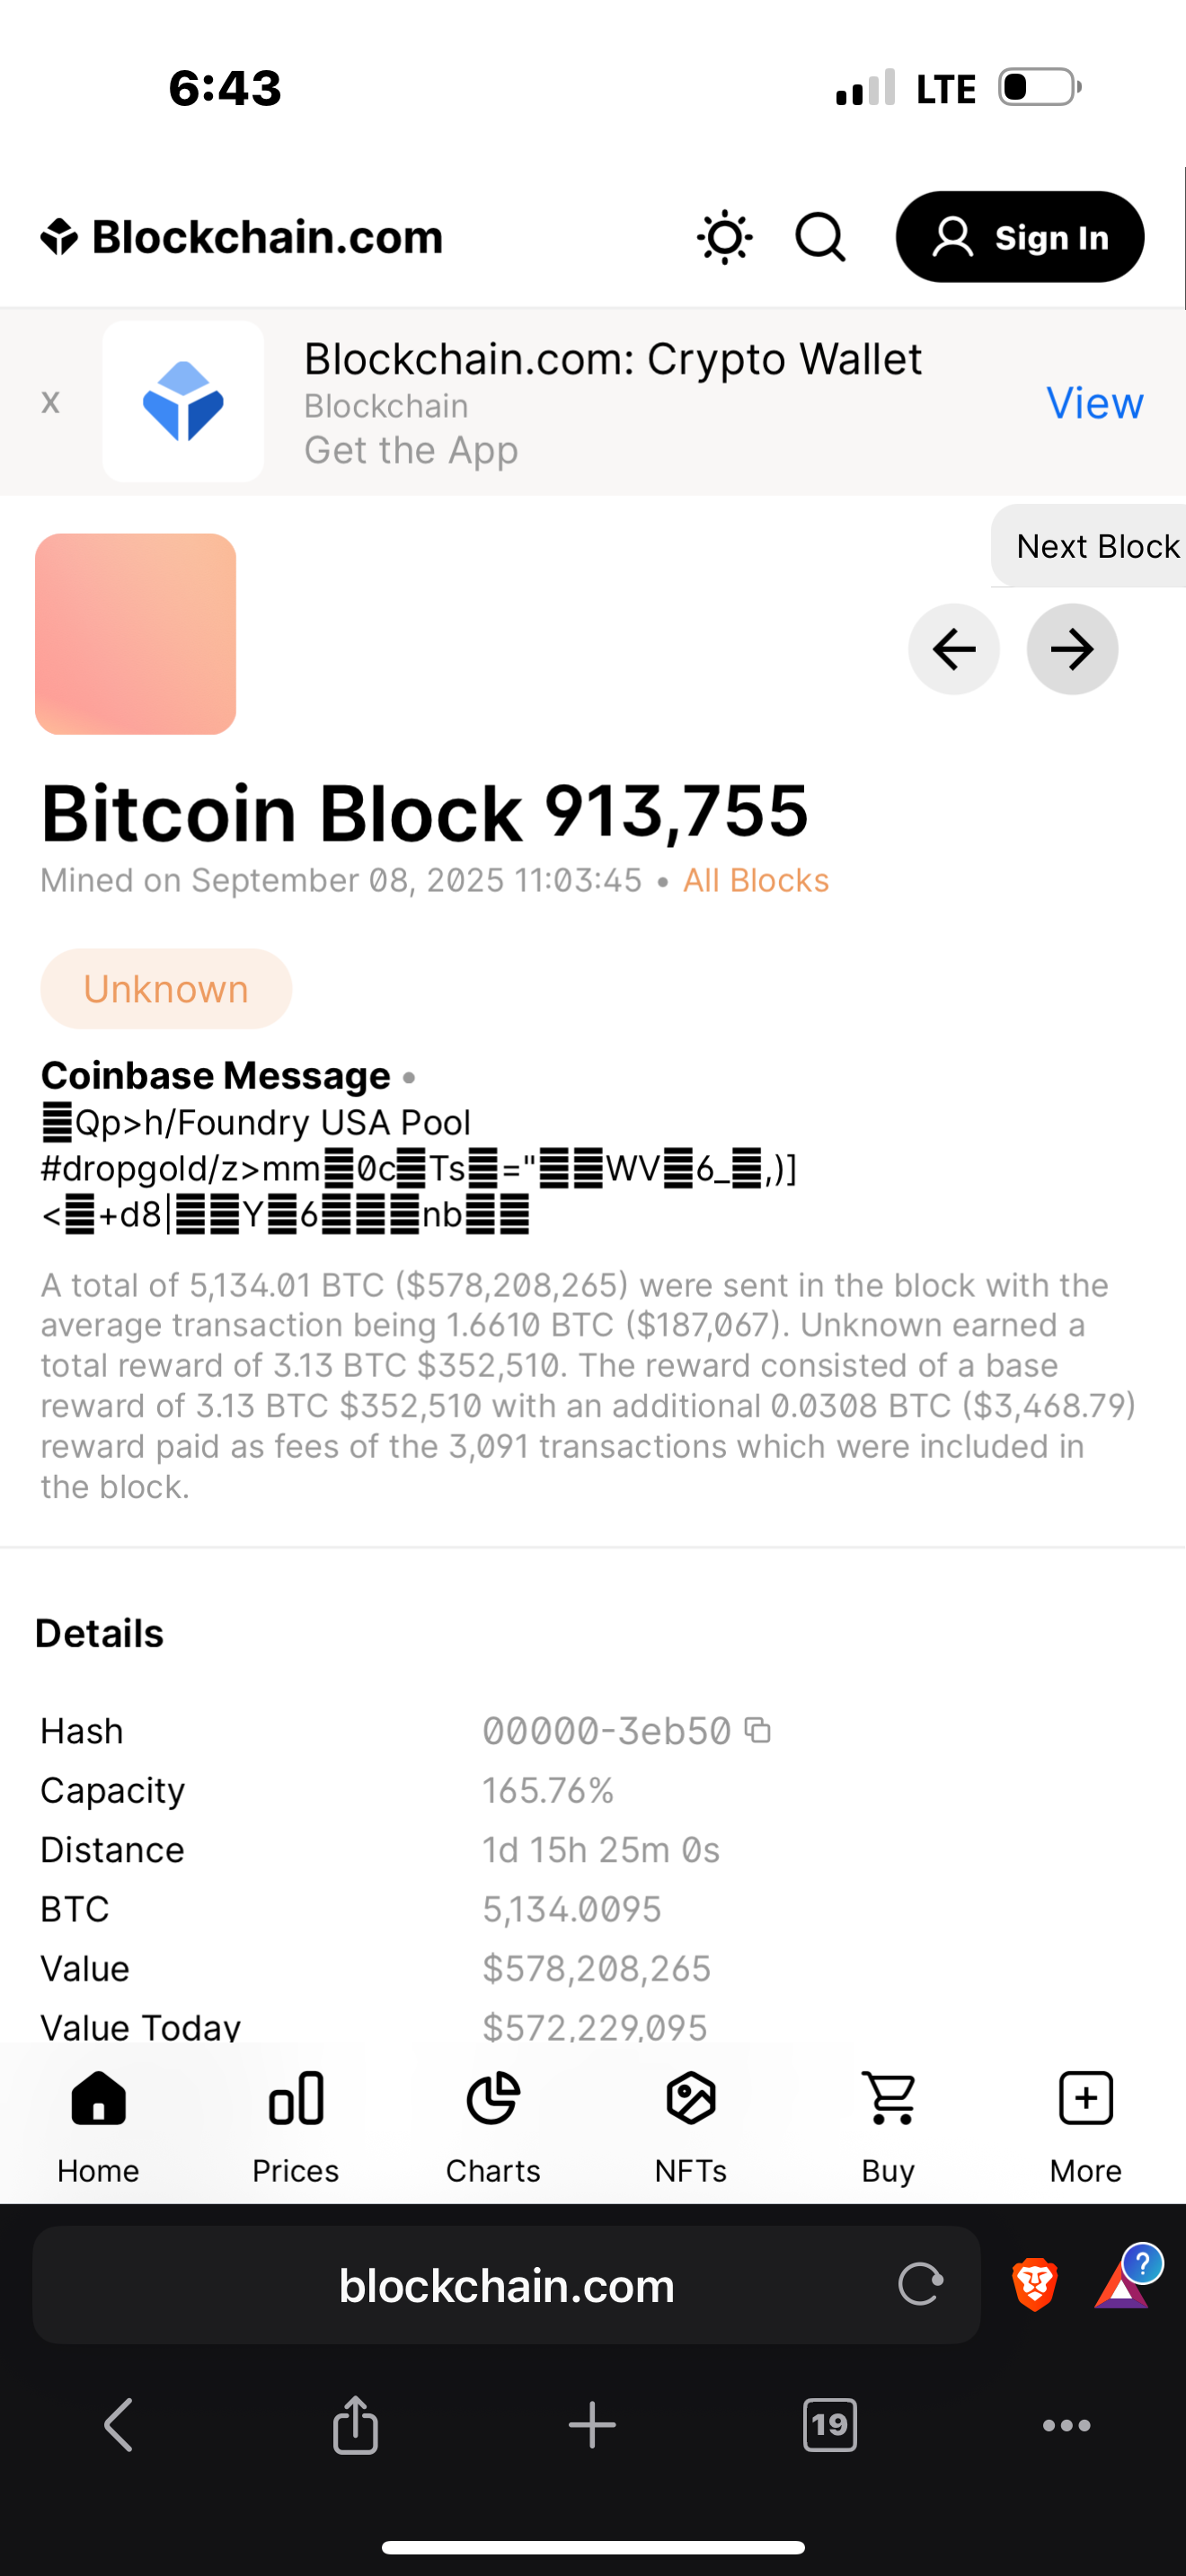 6:43
LTE
Blockchain.com
Sign In
x
Blockchain.com: Crypto Wallet
Blockchain
Get the App
View
Next Block
Bitcoin Block 913,755
Mined on September 08, 2025 11:03:45 • All Blocks
Unknown
Coinbase Message •
Qp>h/Foundry USA Pool
#dropgold/z>mm䷀0c䷀Ts䷀="䷀䷀WV䷀6_䷀,)]
<䷀+d8|䷀䷀Y䷀6䷀䷀䷀nb䷀䷀
A total of 5,134.01 BTC ($578,208,265) were sent in the block with the
average transaction being 1.6610 BTC ($187,067). Unknown earned a
total reward of 3.13 BTC $352,510. The reward consisted of a base
reward of 3.13 BTC $352,510 with an additional 0.0308 BTC ($3,468.79)
reward paid as fees of the 3,091 transactions which were included in
the block.
Details
Hash 00000-3eb50
Capacity 165.76%
Distance 1d 15h 25m 0s
BTC 5,134.0095
Value $578,208,265
Value Today $572,229,095
Home Prices Charts NFTs Buy More
blockchain.com
?
19